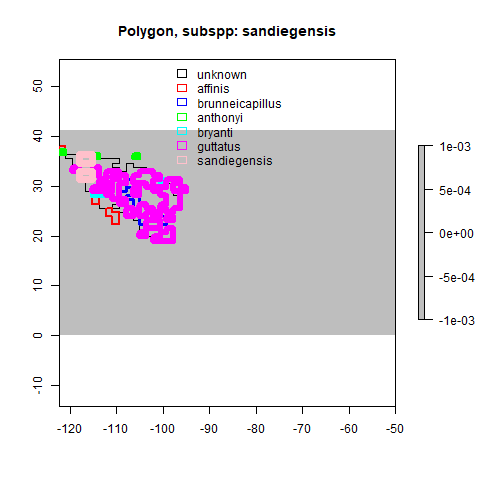 Polygon, subspp: sandiegensis
unknown
affinis
brunneicapillus
anthonyi
bryanti
guttatus
sandiegensis
50
40
30
20
10
0
-10
-120 -110 -100 -90 -80 -70 -60 -50
1e-03
5e-04
0e+00
-5e-04
-1e-03